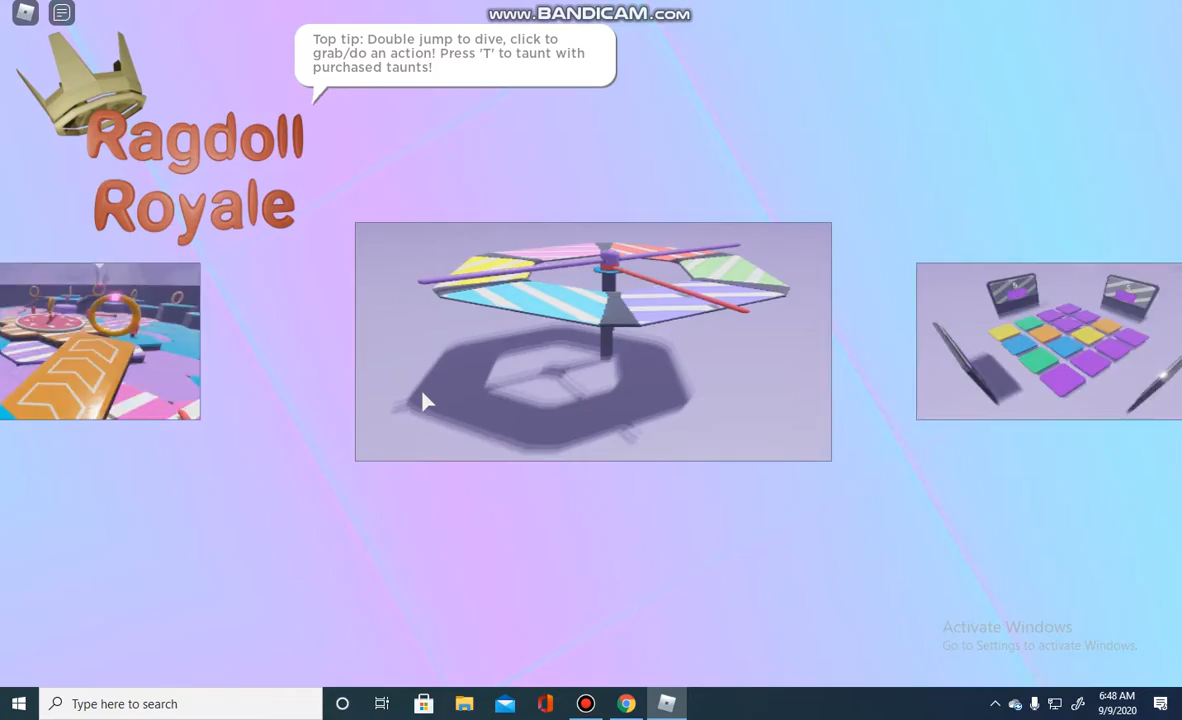 www.BANDICAM.com
Top tip: Double jump to dive, click to
grab/do an action! Press 'T' to taunt with
purchased taunts!
Ragdoll
Royale
Activate Windows
Go to Settings to activate Windows.
Type here to search
6:48 AM
9/9/2020